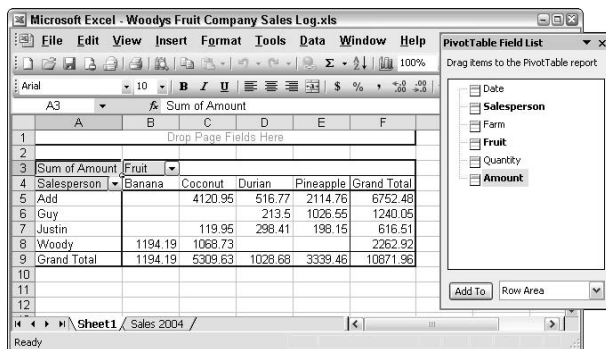 Microsoft Excel - Woodys Fruit Company Sales Log.xls
File Edit View Insert Format Tools Data Window Help
100%
Arial 10 B I U $ % ,
A3 fx Sum of Amount
A B C D E F
1 Drop Page Fields Here
2
3 Sum of Amount Fruit
4 Salesperson Banana Coconut Durian Pineapple Grand Total
5 Add 4120.95 516.77 2114.76 6752.48
6 Guy 213.5 1026.55 1240.05
7 Justin 119.95 298.41 198.15 616.51
8 Woody 1194.19 1068.73 2262.92
9 Grand Total 1194.19 5309.63 1028.68 3339.46 10871.96
10
11
12
Sheet1 Sales 2004
Ready
PivotTable Field List
Drag items to the PivotTable report
Date
Salesperson
Farm
Fruit
Quantity
Amount
Add To Row Area